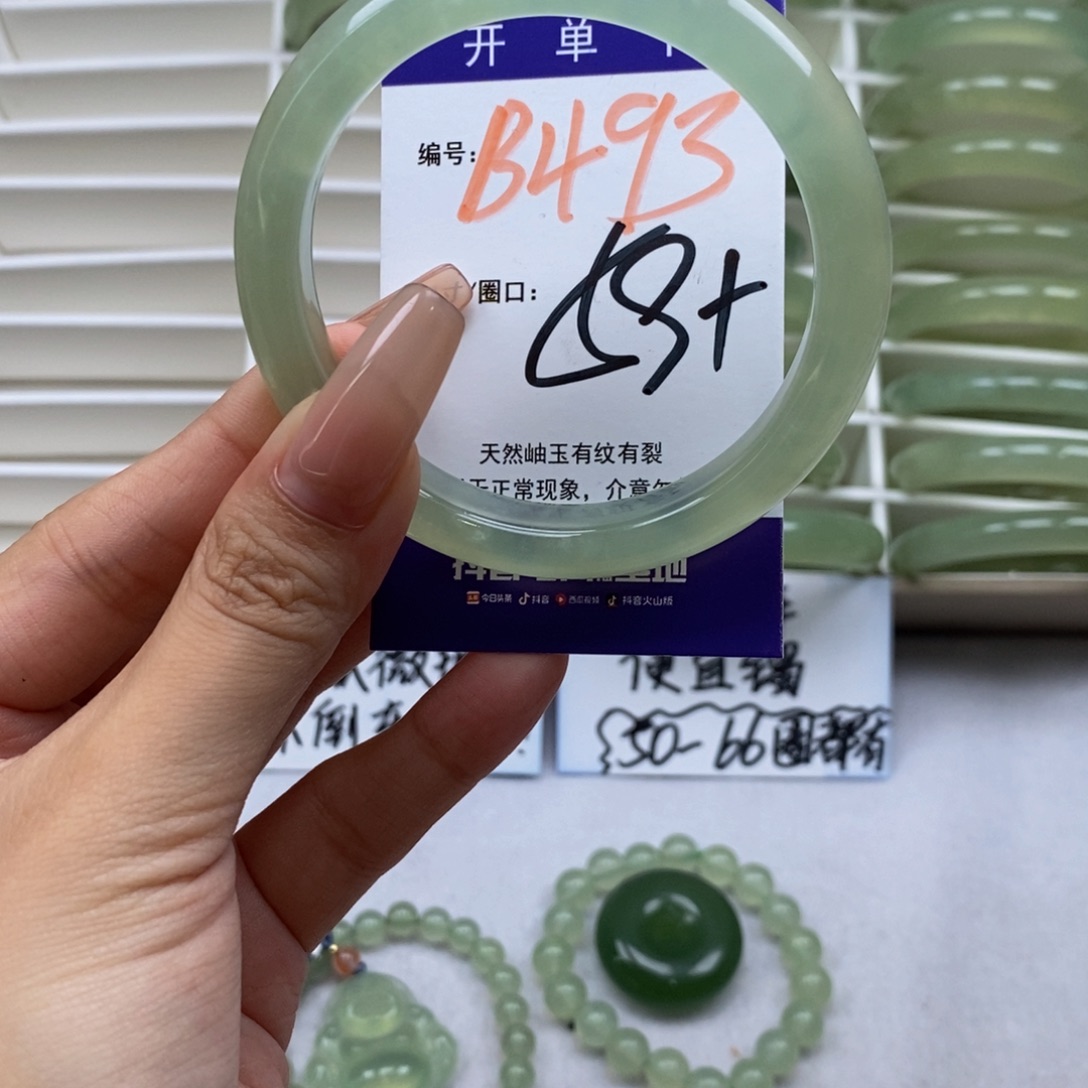 开单
编号: B493
圈口: 59+
天然岫玉有纹有裂
正常现象，介意勿
今日头条 抖音 西瓜视频 抖音火山版
便宜镯
50-66圈都有